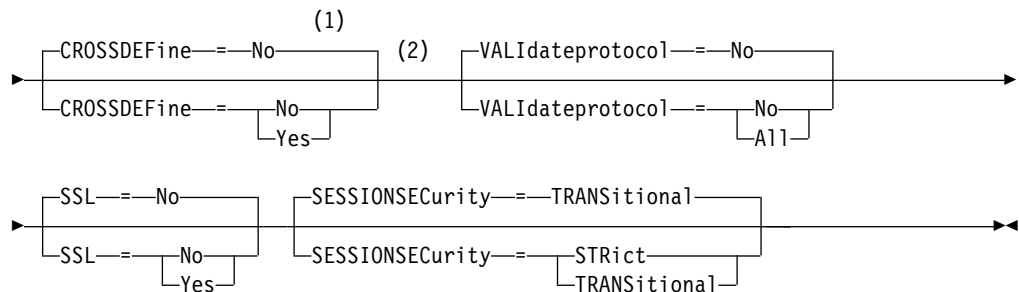 (1)
CROSSDEFine = No (2) VALIdateprotocol = No
CROSSDEFine = No VALIdateprotocol = No
Yes All
SSL = No SESSIONSECurity = TRANSitional
SSL = No SESSIONSECurity = STRict
Yes TRANSitional